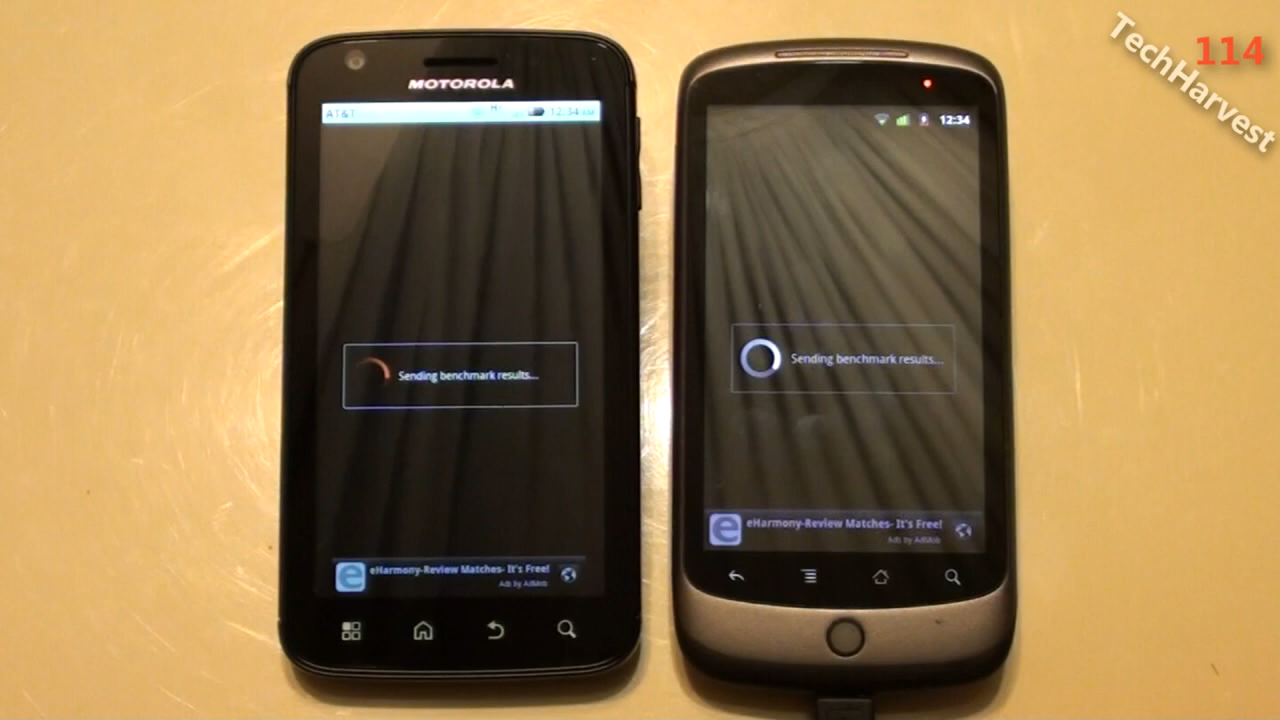 TechHarvest
114
MOTOROLA
AT&T
12:34
Sending benchmark results...
eHarmony-Review Matches- It's Free!
Ads by AdMob
12:34
Sending benchmark results...
eHarmony-Review Matches- It's Free!
Ads by AdMob